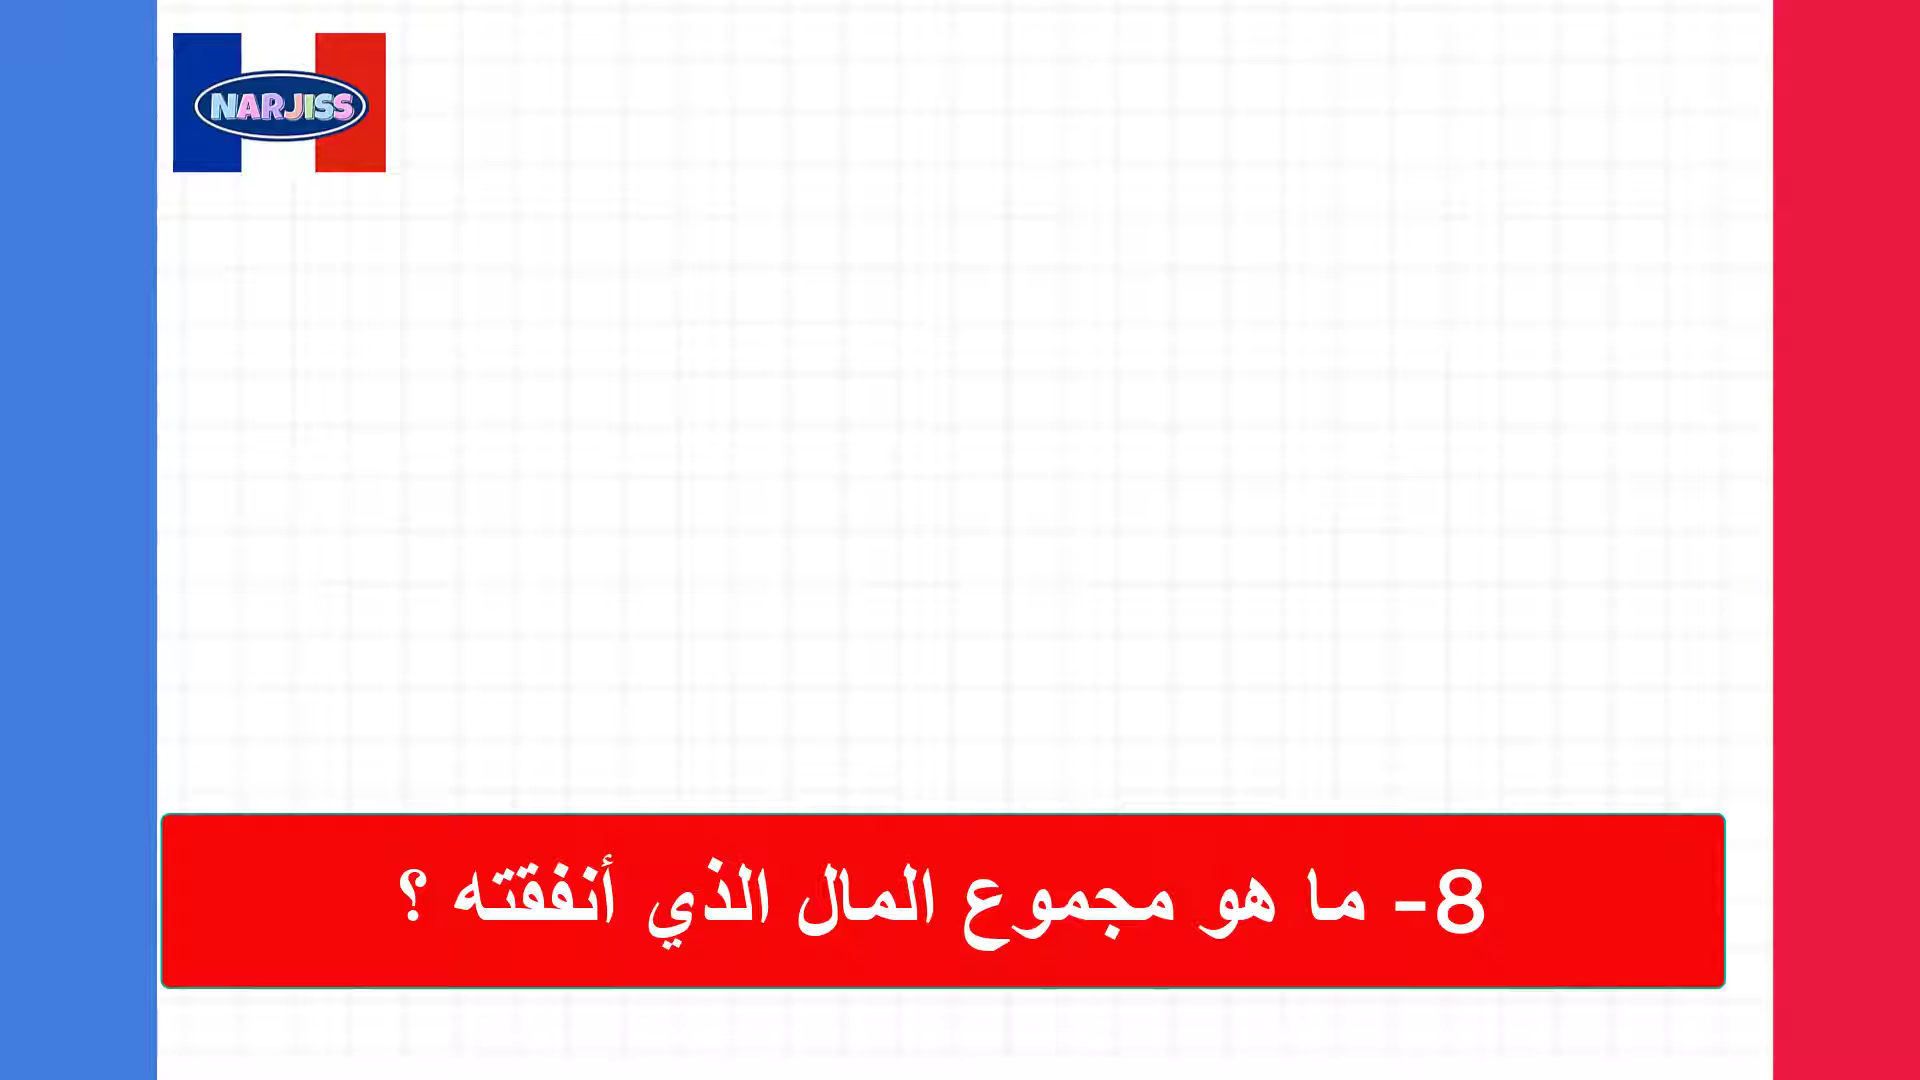 NARJISS
8- ما هو مجموع المال الذي أنفقته ؟